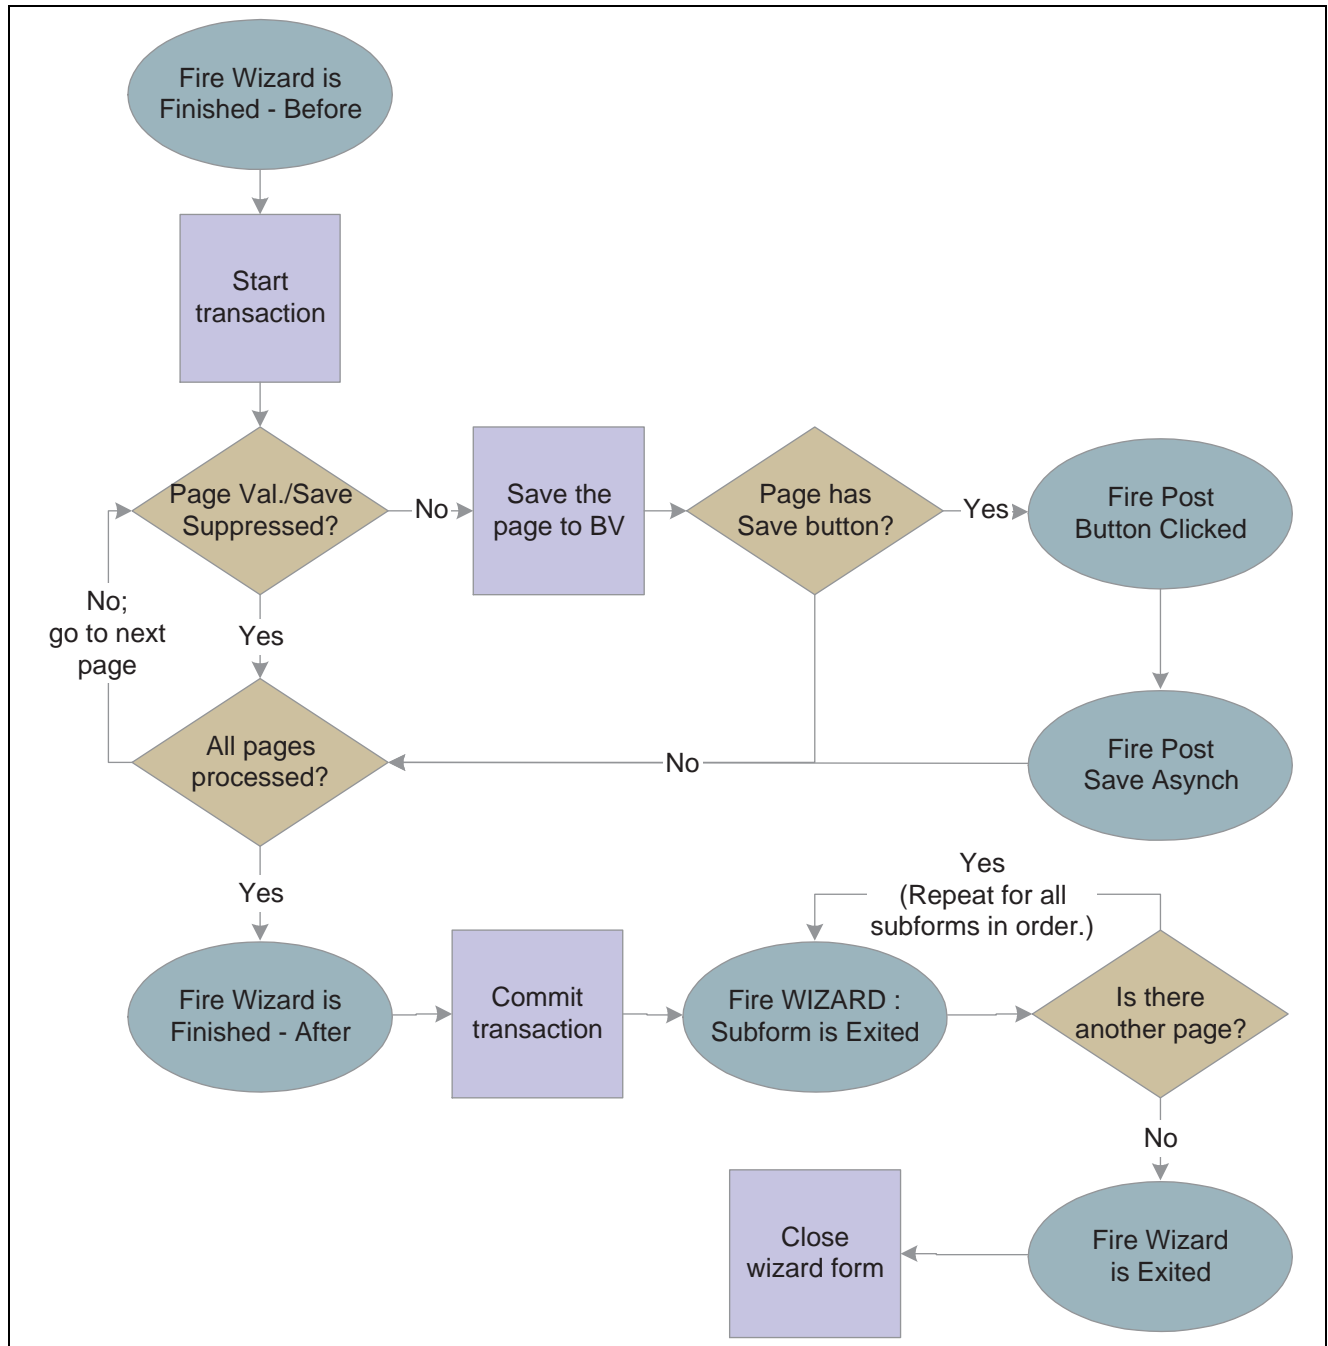 Fire Wizard is
Finished - Before
Start
transaction
Page Val./Save
Suppressed?
No
Save the
page to BV
Page has
Save button?
Yes
Fire Post
Button Clicked
No;
go to next
page
Yes
All pages
processed?
No
Fire Post
Save Asynch
Yes
Yes
(Repeat for all
subforms in order.)
Fire Wizard is
Finished - After
Commit
transaction
Fire WIZARD :
Subform is Exited
Is there
another page?
No
Close
wizard form
Fire Wizard
is Exited